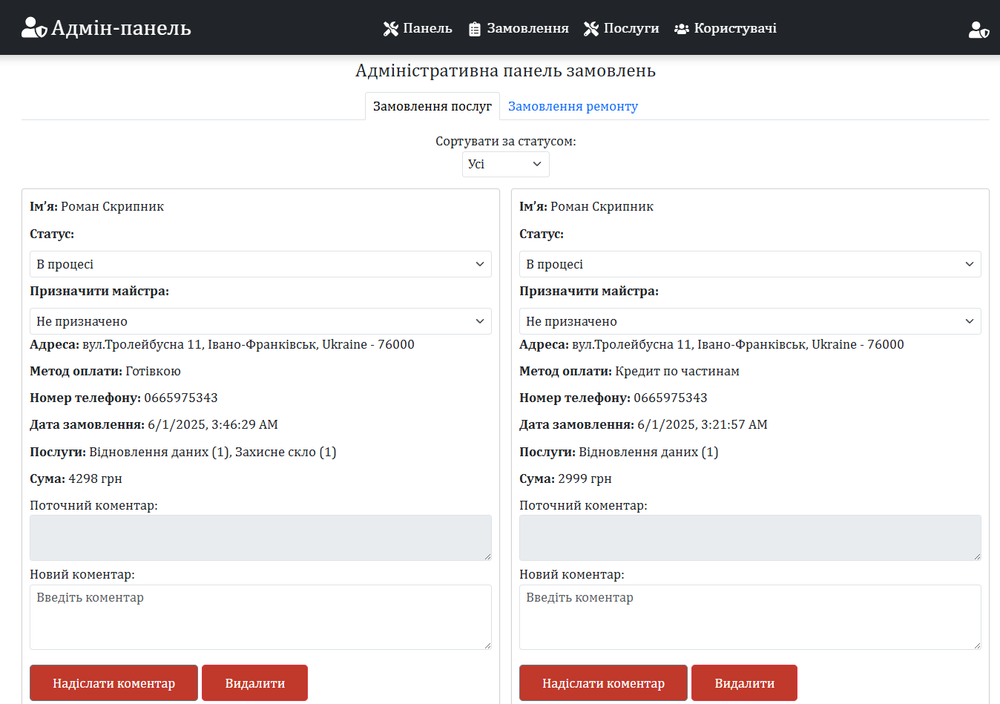 Адмін-панель
Панель
Замовлення
Послуги
Користувачі
Адміністративна панель замовлень
Замовлення послуг
Замовлення ремонту
Сортувати за статусом:
Усі
Ім’я: Роман Скрипник
Статус:
В процесі
Призначити майстра:
Не призначено
Адреса: вул.Тролейбусна 11, Івано-Франківськ, Ukraine - 76000
Метод оплати: Готівкою
Номер телефону: 0665975343
Дата замовлення: 6/1/2025, 3:46:29 AM
Послуги: Відновлення даних (1), Захисне скло (1)
Сума: 4298 грн
Поточний коментар:
Новий коментар:
Введіть коментар
Надіслати коментар
Видалити
Ім’я: Роман Скрипник
Статус:
В процесі
Призначити майстра:
Не призначено
Адреса: вул.Тролейбусна 11, Івано-Франківськ, Ukraine - 76000
Метод оплати: Кредит по частинам
Номер телефону: 0665975343
Дата замовлення: 6/1/2025, 3:21:57 AM
Послуги: Відновлення даних (1)
Сума: 2999 грн
Поточний коментар:
Новий коментар:
Введіть коментар
Надіслати коментар
Видалити